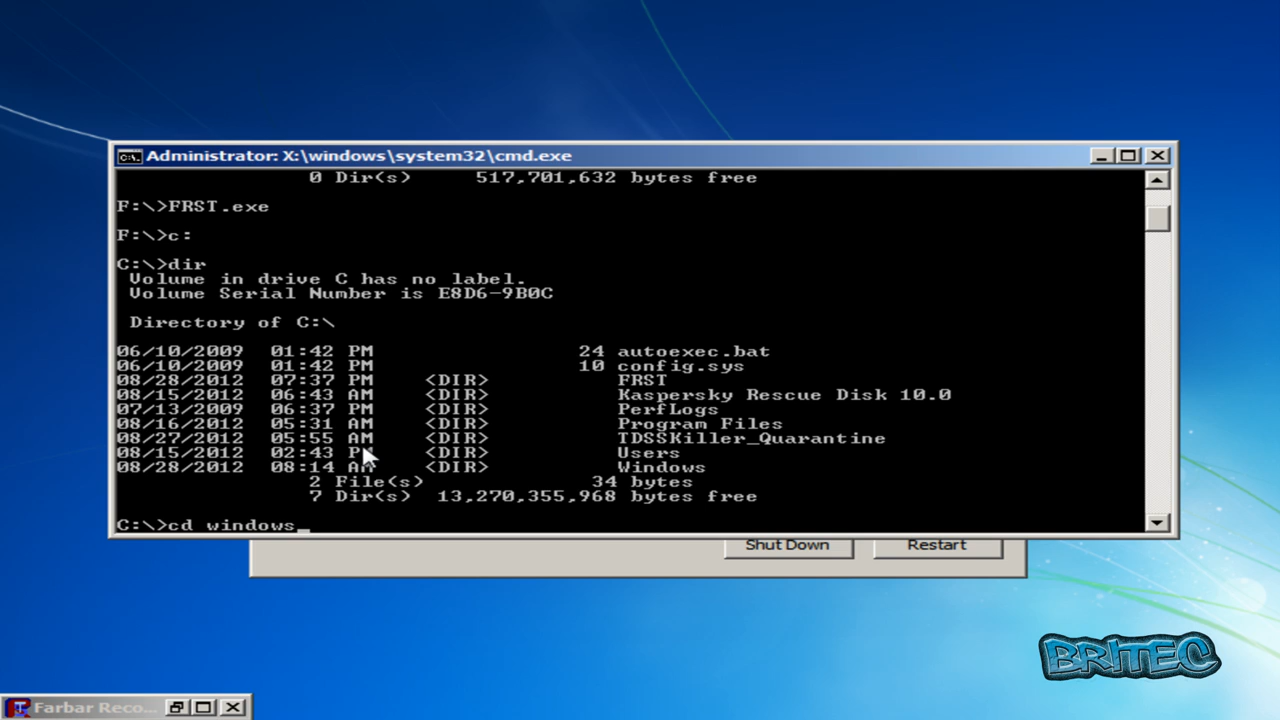 Administrator: X:\windows\system32\cmd.exe
0 Dir(s) 517,701,632 bytes free
F:\>FRST.exe
F:\>c:
C:\>dir
Volume in drive C has no label.
Volume Serial Number is E8D6-9B0C
Directory of C:\
06/10/2009 01:42 PM 24 autoexec.bat
06/10/2009 01:42 PM 10 config.sys
08/28/2012 07:37 PM <DIR> FRST
08/15/2012 06:43 AM <DIR> Kaspersky Rescue Disk 10.0
07/13/2009 06:37 PM <DIR> PerfLogs
08/16/2012 05:31 AM <DIR> Program Files
08/27/2012 05:55 AM <DIR> TDSSKiller_Quarantine
08/15/2012 02:43 PM <DIR> Users
08/28/2012 08:14 AM <DIR> Windows
2 File(s) 34 bytes
7 Dir(s) 13,270,355,968 bytes free
C:\>cd windows_
Shut Down Restart
BRITEC
Farbar Reco...